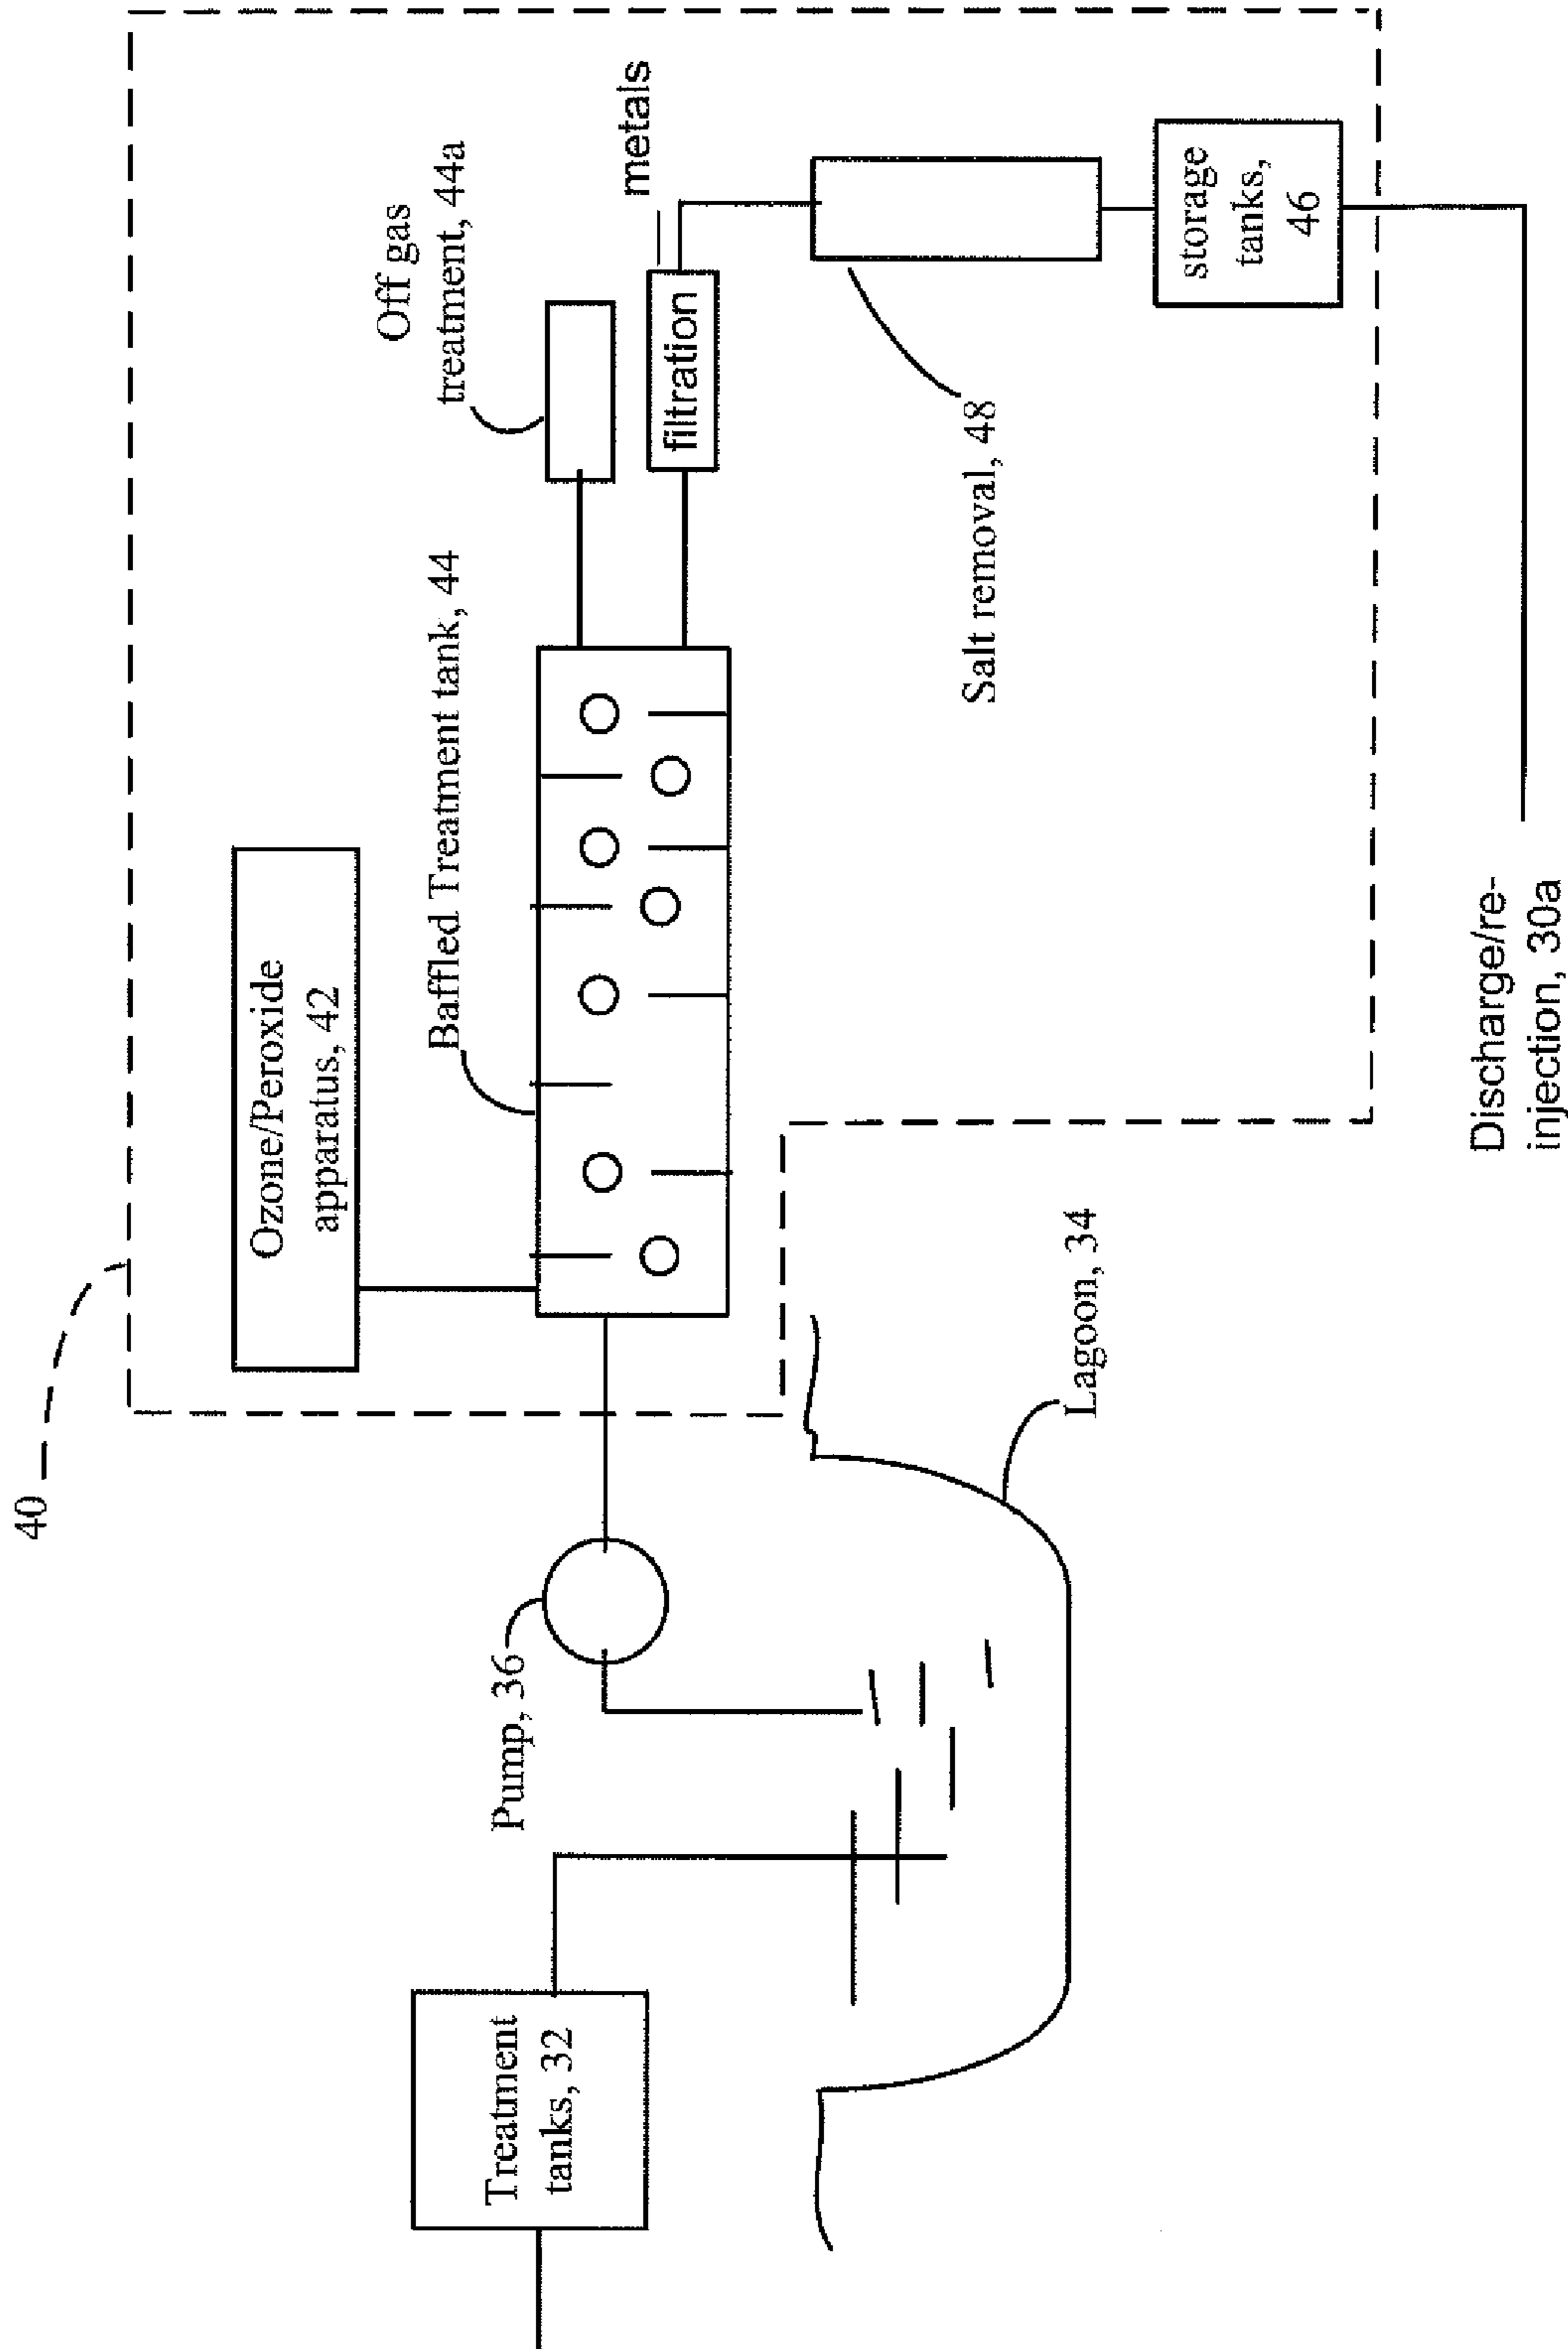 40
Ozone/Peroxide
apparatus, 42
Off gas
treatment, 44a
Baffled Treatment tank, 44
metals
filtration
Pump, 36
Treatment
tanks, 32
Salt removal, 48
storage
tanks,
46
Lagoon, 34
Discharge/re-
injection, 30a